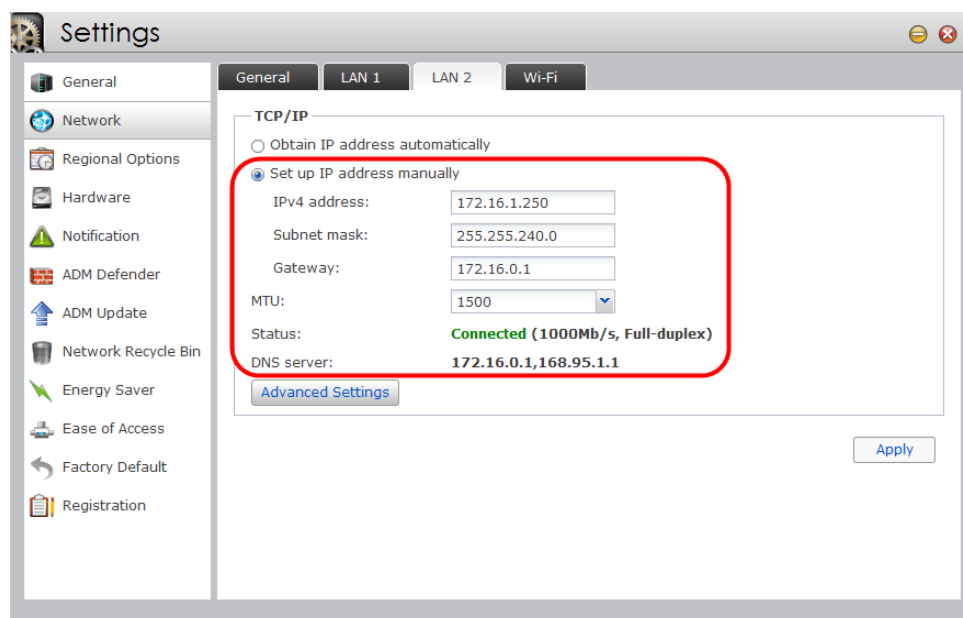 Settings
General
Network
Regional Options
Hardware
Notification
ADM Defender
ADM Update
Network Recycle Bin
Energy Saver
Ease of Access
Factory Default
Registration
General LAN 1 LAN 2 Wi-Fi
TCP/IP
Obtain IP address automatically
Set up IP address manually
IPv4 address: 172.16.1.250
Subnet mask: 255.255.240.0
Gateway: 172.16.0.1
MTU: 1500
Status: Connected (1000Mb/s, Full-duplex)
DNS server: 172.16.0.1,168.95.1.1
Advanced Settings
Apply